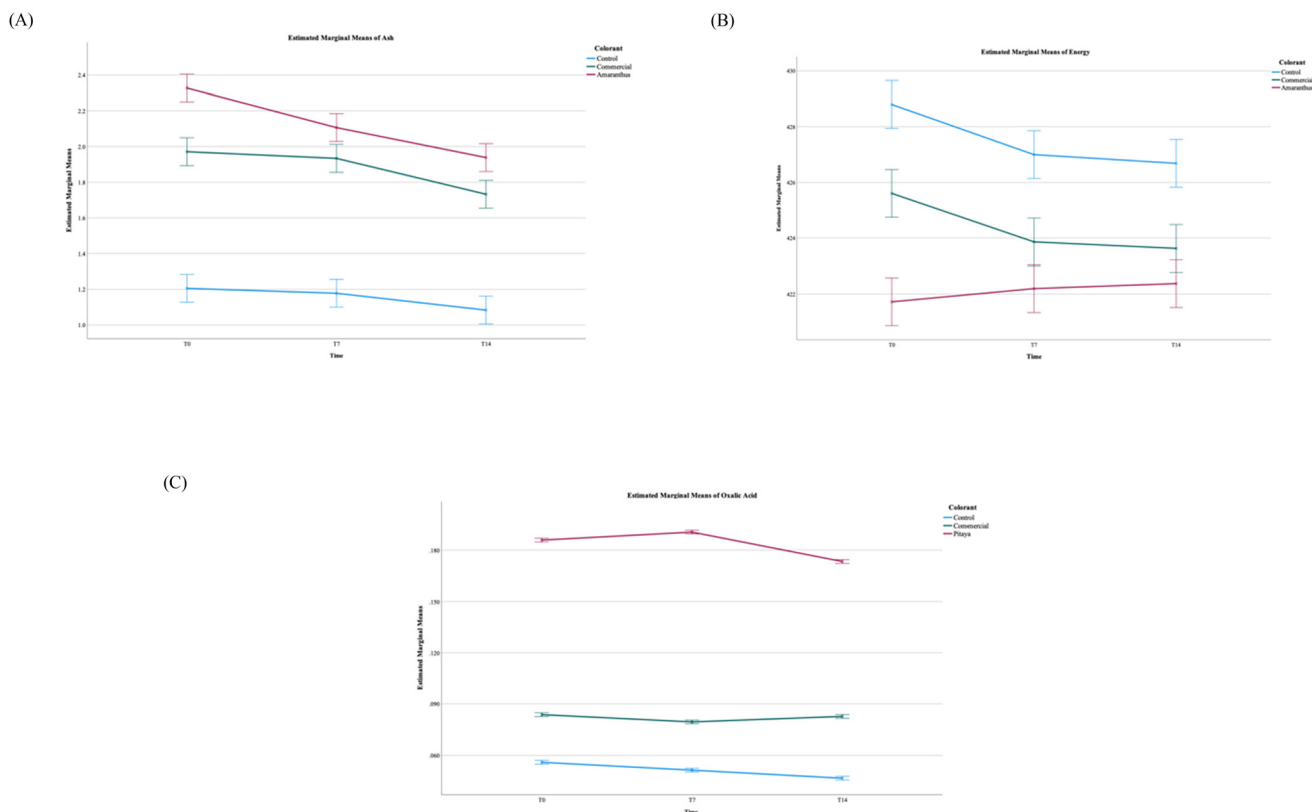 (A)
Estimated Marginal Means of Ash
Colorant
Control
Commercial
Amaranthus
Estimated Marginal Means
2.4
2.2
2.0
1.8
1.6
1.4
1.2
1.0
T0 T7 T14
Time
(B)
Estimated Marginal Means of Energy
Colorant
Control
Commercial
Amaranthus
Estimated Marginal Means
430
428
426
424
422
T0 T7 T14
Time
(C)
Estimated Marginal Means of Oxalic Acid
Colorant
Control
Commercial
Pitaya
Estimated Marginal Means
.180
.150
.120
.090
.060
T0 T7 T14
Time